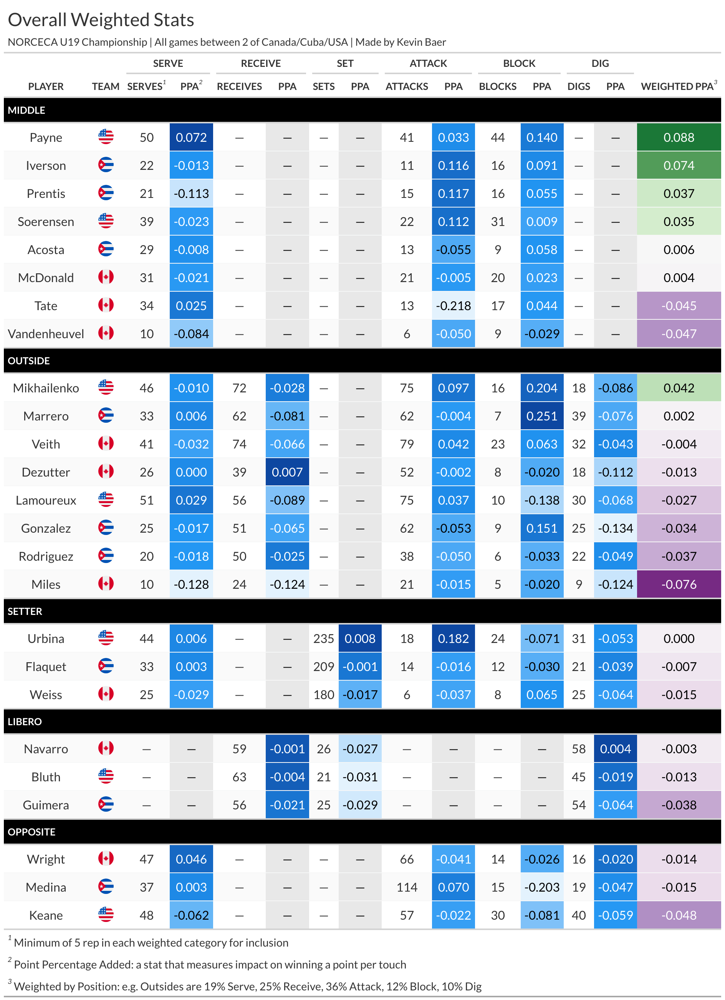 Overall Weighted Stats
NORCECA U19 Championship | All games between 2 of Canada/Cuba/USA | Made by Kevin Baer
SERVE RECEIVE SET ATTACK BLOCK DIG
PLAYER TEAM SERVES1 PPA2 RECEIVES PPA SETS PPA ATTACKS PPA BLOCKS PPA DIGS PPA WEIGHTED PPA3
MIDDLE
Payne 50 0.072 — — — — 41 0.033 44 0.140 — — 0.088
Iverson 22 -0.013 — — — — 11 0.116 16 0.091 — — 0.074
Prentis 21 -0.113 — — — — 15 0.117 16 0.055 — — 0.037
Soerensen 39 -0.023 — — — — 22 0.112 31 0.009 — — 0.035
Acosta 29 -0.008 — — — — 13 -0.055 9 0.058 — — 0.006
McDonald 31 -0.021 — — — — 21 -0.005 20 0.023 — — 0.004
Tate 34 0.025 — — — — 13 -0.218 17 0.044 — — -0.045
Vandenheuvel 10 -0.084 — — — — 6 -0.050 9 -0.029 — — -0.047
OUTSIDE
Mikhailenko 46 -0.010 72 -0.028 — — 75 0.097 16 0.204 18 -0.086 0.042
Marrero 33 0.006 62 -0.081 — — 62 -0.004 7 0.251 39 -0.076 0.002
Veith 41 -0.032 74 -0.066 — — 79 0.042 23 0.063 32 -0.043 -0.004
Dezutter 26 0.000 39 0.007 — — 52 -0.002 8 -0.020 18 -0.112 -0.013
Lamoureux 51 0.029 56 -0.089 — — 75 0.037 10 -0.138 30 -0.068 -0.027
Gonzalez 25 -0.017 51 -0.065 — — 62 -0.053 9 0.151 25 -0.134 -0.034
Rodriguez 20 -0.018 50 -0.025 — — 38 -0.050 6 -0.033 22 -0.049 -0.037
Miles 10 -0.128 24 -0.124 — — 21 -0.015 5 -0.020 9 -0.124 -0.076
SETTER
Urbina 44 0.006 — — 235 0.008 18 0.182 24 -0.071 31 -0.053 0.000
Flaquet 33 0.003 — — 209 -0.001 14 -0.016 12 -0.030 21 -0.039 -0.007
Weiss 25 -0.029 — — 180 -0.017 6 -0.037 8 0.065 25 -0.064 -0.015
LIBERO
Navarro — — 59 -0.001 26 -0.027 — — — — 58 0.004 -0.003
Bluth — — 63 -0.004 21 -0.031 — — — — 45 -0.019 -0.013
Guimera — — 56 -0.021 25 -0.029 — — — — 54 -0.064 -0.038
OPPOSITE
Wright 47 0.046 — — — — 66 -0.041 14 -0.026 16 -0.020 -0.014
Medina 37 0.003 — — — — 114 0.070 15 -0.203 19 -0.047 -0.015
Keane 48 -0.062 — — — — 57 -0.022 30 -0.081 40 -0.059 -0.048
1 Minimum of 5 rep in each weighted category for inclusion
2 Point Percentage Added: a stat that measures impact on winning a point per touch
3 Weighted by Position: e.g. Outsides are 19% Serve, 25% Receive, 36% Attack, 12% Block, 10% Dig